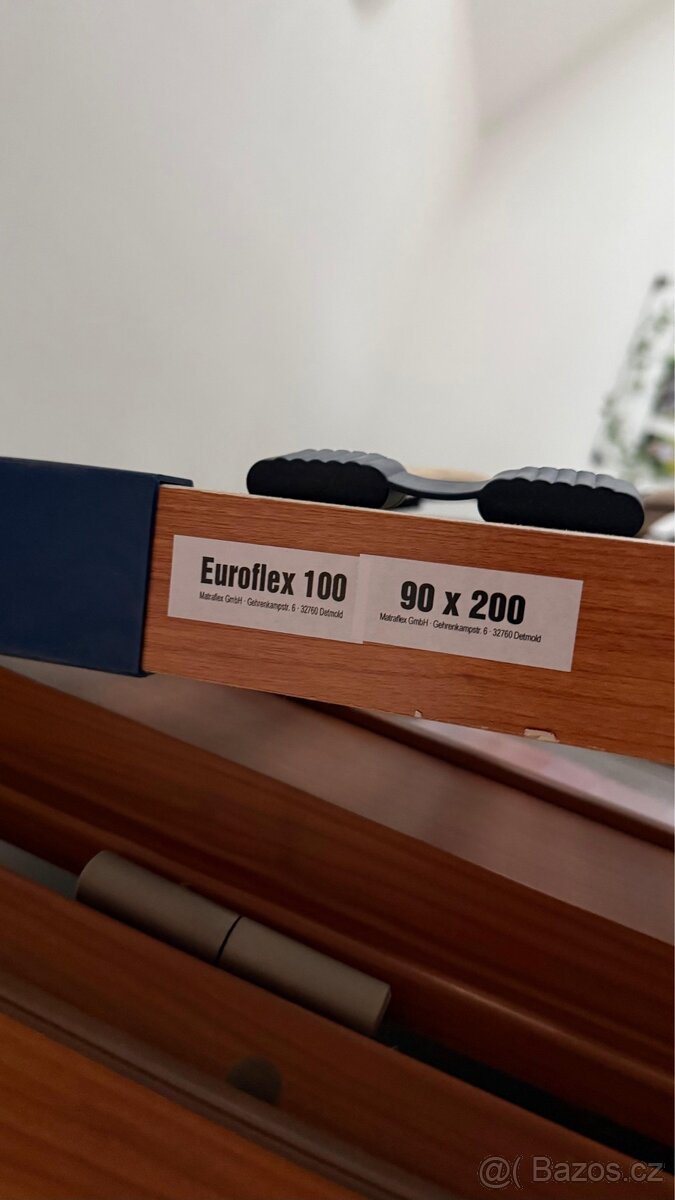 Euroflex 100
Matraflex GmbH · Gehrenkampstr. 6 · 32760 Detmold
90 x 200
Matraflex GmbH · Gehrenkampstr. 6 · 32760 Detmold
@( Bazos.cz